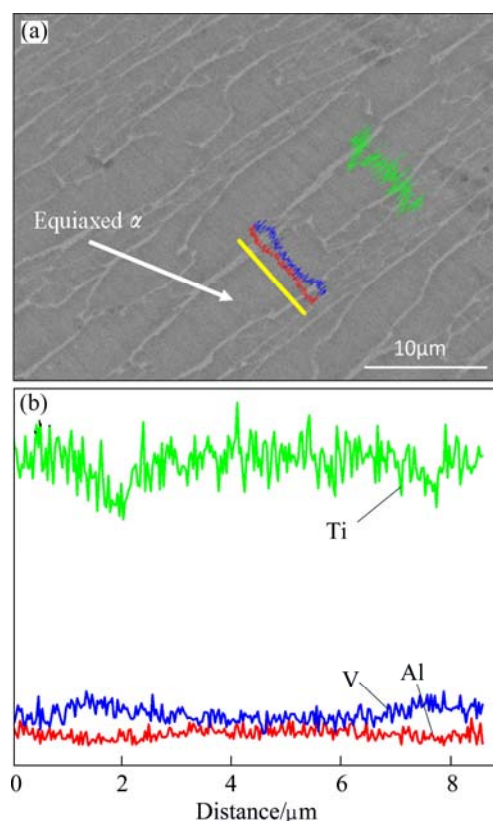 (a)
Equiaxed α
10μm
(b)
Ti
V
Al
0
2
4
6
8
Distance/μm